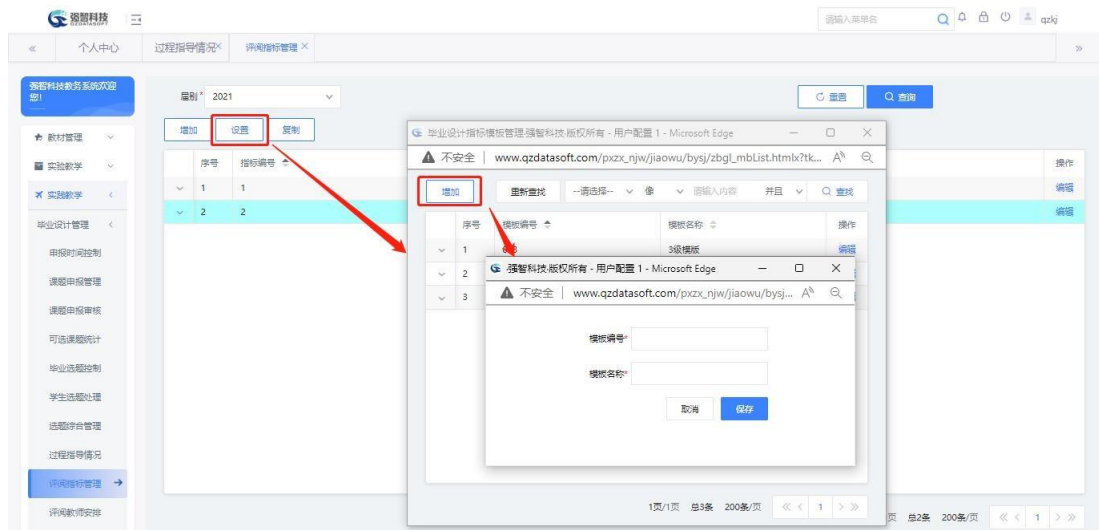 强智科技
QZDATASOFT
请输入菜单名
qzkj
个人中心
过程指导情况×
评阅指标管理 ×
强智科技教务系统欢迎您!
教材管理
实验教学
实践教学
毕业设计管理
申报时间控制
课题申报管理
课题申报审核
可选课题统计
毕业选题控制
学生选题处理
选题综合管理
过程指导情况
评阅指标管理
评阅教师安排
届别* 2021
重置
查询
增加 设置 复制
序号 指标编号 操作
1 1 编辑
2 2 编辑
页 总2条 200条/页 1
毕业设计指标模板管理-强智科技-版权所有 - 用户配置 1 - Microsoft Edge
不安全 | www.qzdatasoft.com/pxzx_njw/jiaowu/bysj/zbgl_mbList.htmlx?tk...
增加 重新查找 --请选择-- 像 请输入内容 并且 查找
序号 模板编号 模板名称 操作
1 3级模版 编辑
2
3
1页/1页 总3条 200条/页 1
强智科技-版权所有 - 用户配置 1 - Microsoft Edge
不安全 | www.qzdatasoft.com/pxzx_njw/jiaowu/bysj...
模板编号*
模板名称*
取消 保存